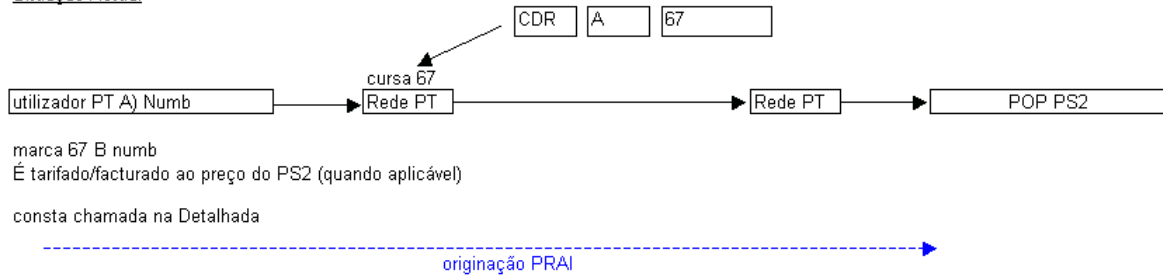 CDR A 67
cursa 67
utilizador PT A) Numb Rede PT Rede PT POP PS2
marca 67 B numb
É tarifado/facturado ao preço do PS2 (quando aplicável)
consta chamada na Detalhada
originação PRAI